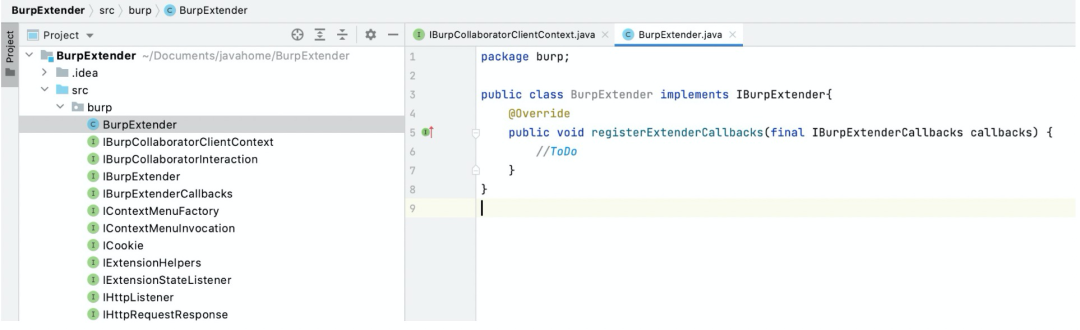 BurpExtender 〉 src 〉 burp 〉 BurpExtender
Project
Project
BurpExtender ~/Documents/javahome/BurpExtender
.idea
src
burp
BurpExtender
IBurpCollaboratorClientContext
IBurpCollaboratorInteraction
IBurpExtender
IBurpExtenderCallbacks
IContextMenuFactory
IContextMenuInvocation
ICookie
IExtensionHelpers
IExtensionStateListener
IHttpListener
IHttpRequestResponse
IBurpCollaboratorClientContext.java × BurpExtender.java ×
1 package burp;
2
3 public class BurpExtender implements IBurpExtender{
4 @Override
5 public void registerExtenderCallbacks(final IBurpExtenderCallbacks callbacks) {
6 //ToDo
7 }
8 }
9